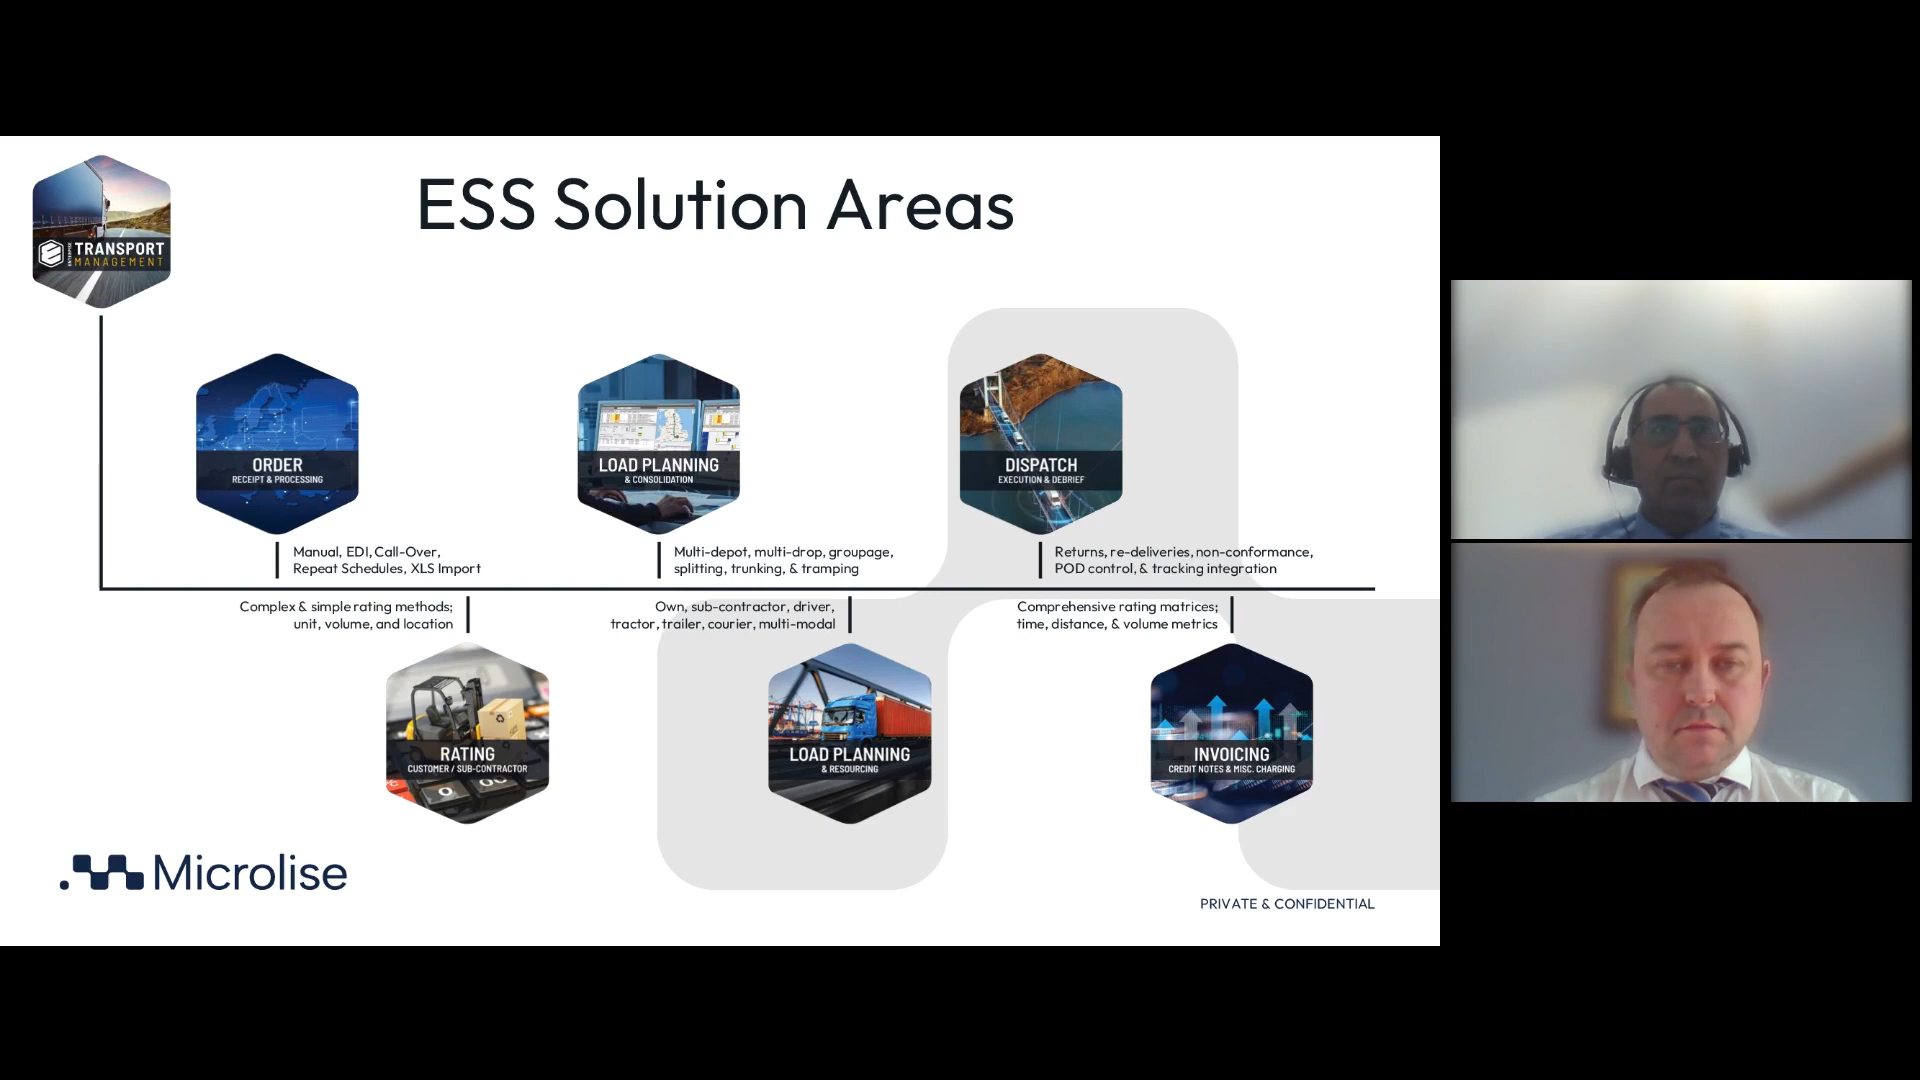 ESS Solution Areas
TRANSPORT
MANAGEMENT
ORDER
RECEIPT & PROCESSING
Manual, EDI, Call-Over,
Repeat Schedules, XLS Import
LOAD PLANNING
& CONSOLIDATION
Multi-depot, multi-drop, groupage,
splitting, trunking, & tramping
DISPATCH
EXECUTION & DEBRIEF
Returns, re-deliveries, non-conformance,
POD control, & tracking integration
Complex & simple rating methods;
unit, volume, and location
RATING
CUSTOMER / SUB-CONTRACTOR
Own, sub-contractor, driver,
tractor, trailer, courier, multi-modal
LOAD PLANNING
& RESOURCING
Comprehensive rating matrices;
time, distance, & volume metrics
INVOICING
CREDIT NOTES & MISC. CHARGING
Microlise
PRIVATE & CONFIDENTIAL